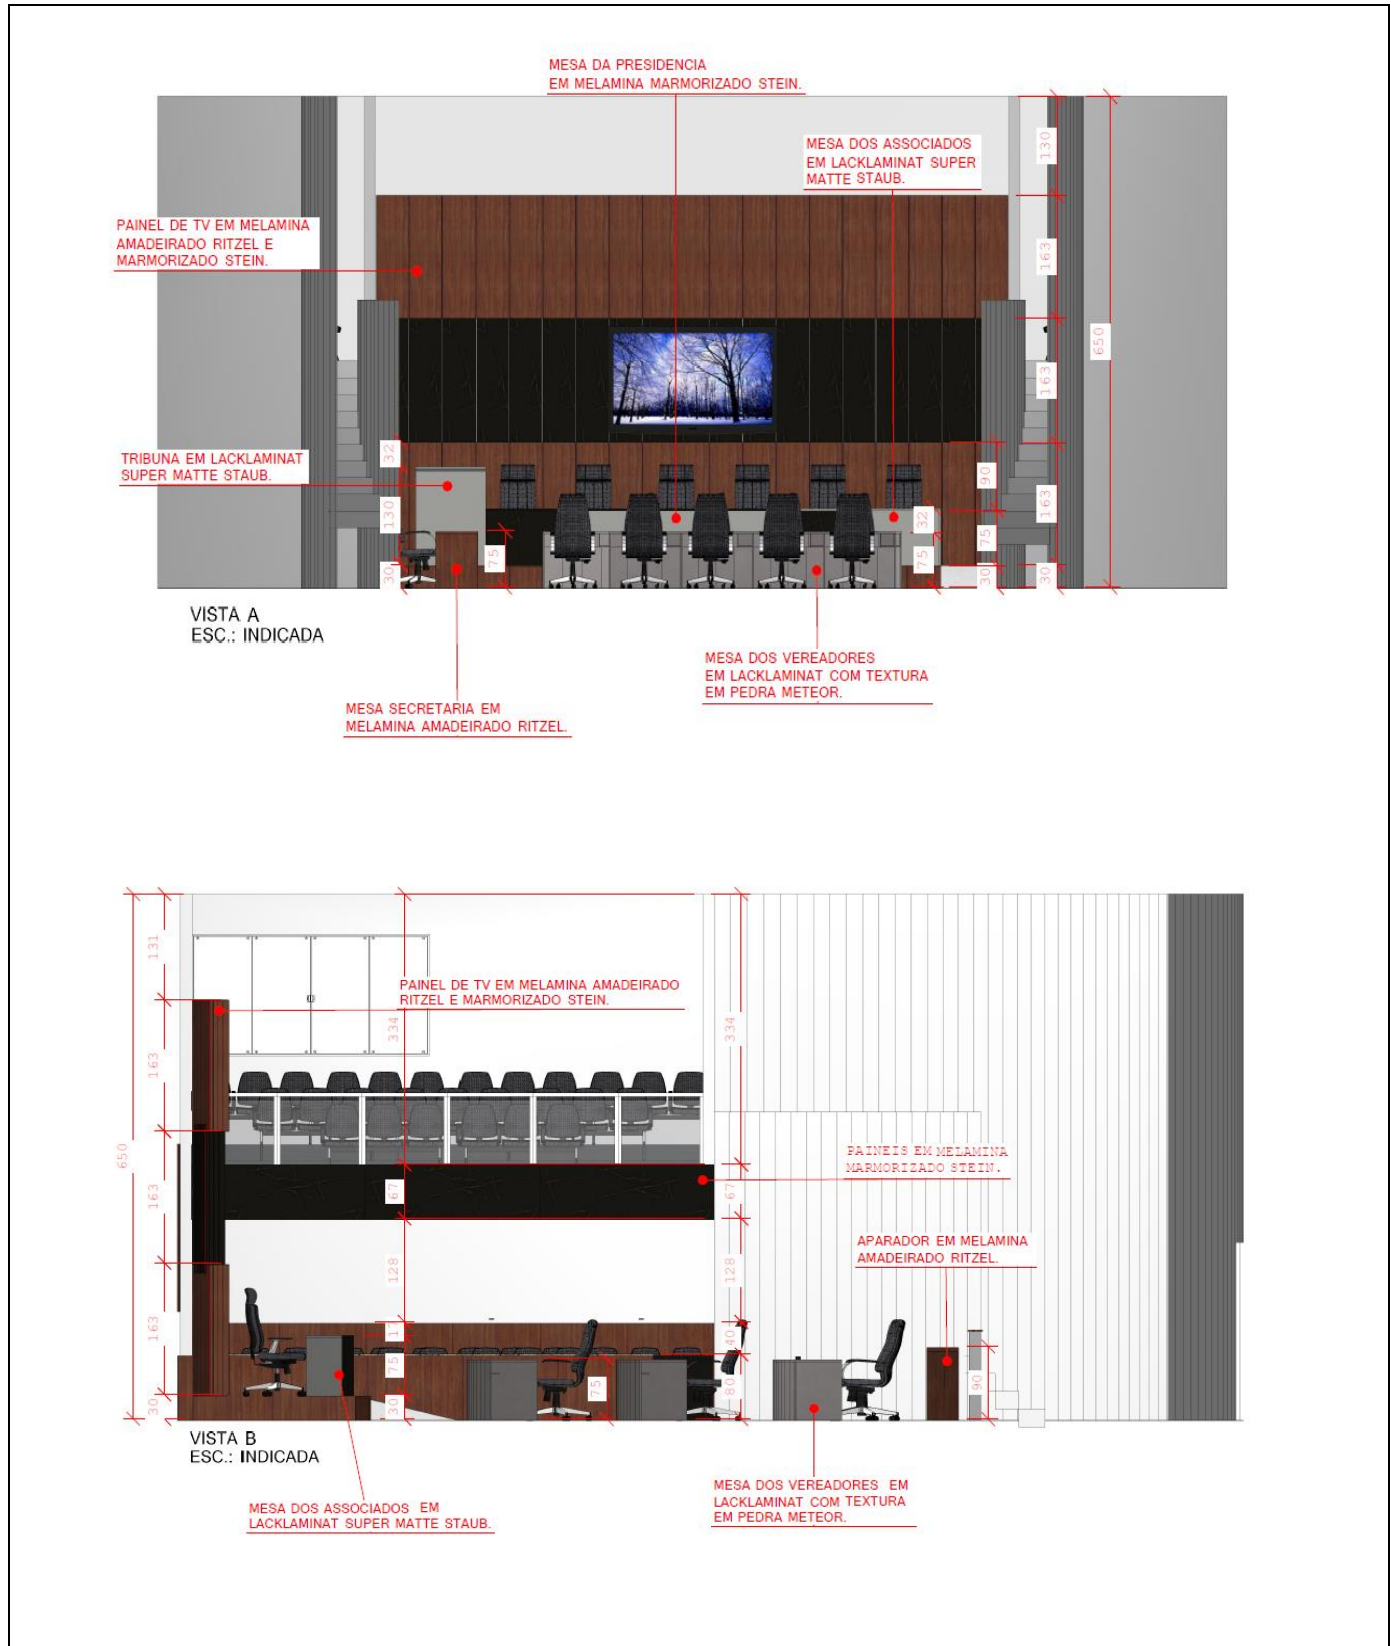 MESA DA PRESIDENCIA
EM MELAMINA MARMORIZADO STEIN.
MESA DOS ASSOCIADOS
EM LACKLAMINAT SUPER
MATTE STAUB.
PAINEL DE TV EM MELAMINA
AMADEIRADO RITZEL E
MARMORIZADO STEIN.
130
163
163
650
TRIBUNA EM LACKLAMINAT
SUPER MATTE STAUB.
32
130
30
75
32
75
90
75
30
163
30
VISTA A
ESC.: INDICADA
MESA DOS VEREADORES
EM LACKLAMINAT COM TEXTURA
EM PEDRA METEOR.
MESA SECRETARIA EM
MELAMINA AMADEIRADO RITZEL.
131
163
650
163
163
30
PAINEL DE TV EM MELAMINA AMADEIRADO
RITZEL E MARMORIZADO STEIN.
334
334
PAINEIS EM MELAMINA
MARMORIZADO STEIN.
67
67
APARADOR EM MELAMINA
AMADEIRADO RITZEL.
128
128
17
75
30
75
40
80
90
VISTA B
ESC.: INDICADA
MESA DOS ASSOCIADOS EM
LACKLAMINAT SUPER MATTE STAUB.
MESA DOS VEREADORES EM
LACKLAMINAT COM TEXTURA
EM PEDRA METEOR.